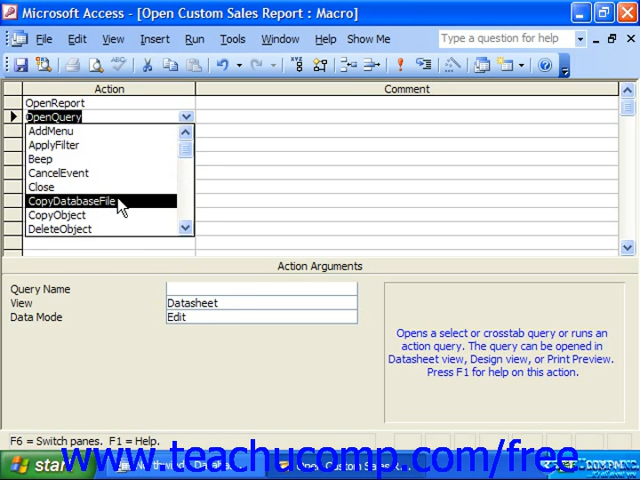 Microsoft Access - [Open Custom Sales Report : Macro]
File Edit View Insert Tools Run Window Help Show Me Type a question for help
Action Comment
OpenReport
OpenQuery
AddMenu
ApplyFilter
Beep
CancelEvent
Close
CopyDatabaseFile
CopyObject
DeleteObject
Action Arguments
Query Name
View Datasheet
Data Mode Edit
Opens a select or crosstab query or runs an
action query. The query can be opened in
Datasheet view, Design view, or Print Preview.
Press F1 for help on this action.
F6 = Switch panes. F1 = Help.
www.teachucomp.com/free
start Open Custom Sales